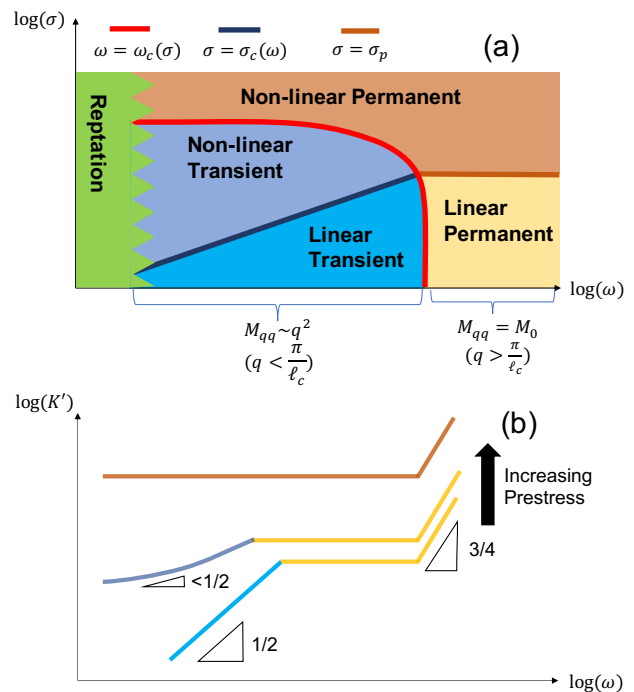 log(σ)
(a)
ω = ω_c(σ)
σ = σ_c(ω)
σ = σ_p
Reptation
Non-linear Permanent
Non-linear
Transient
Linear
Transient
Linear
Permanent
log(ω)
M_qq~q²
(q < π/ℓ_c)
M_qq = M_0
(q > π/ℓ_c)
log(K′)
(b)
Increasing
Prestress
3/4
<1/2
1/2
log(ω)